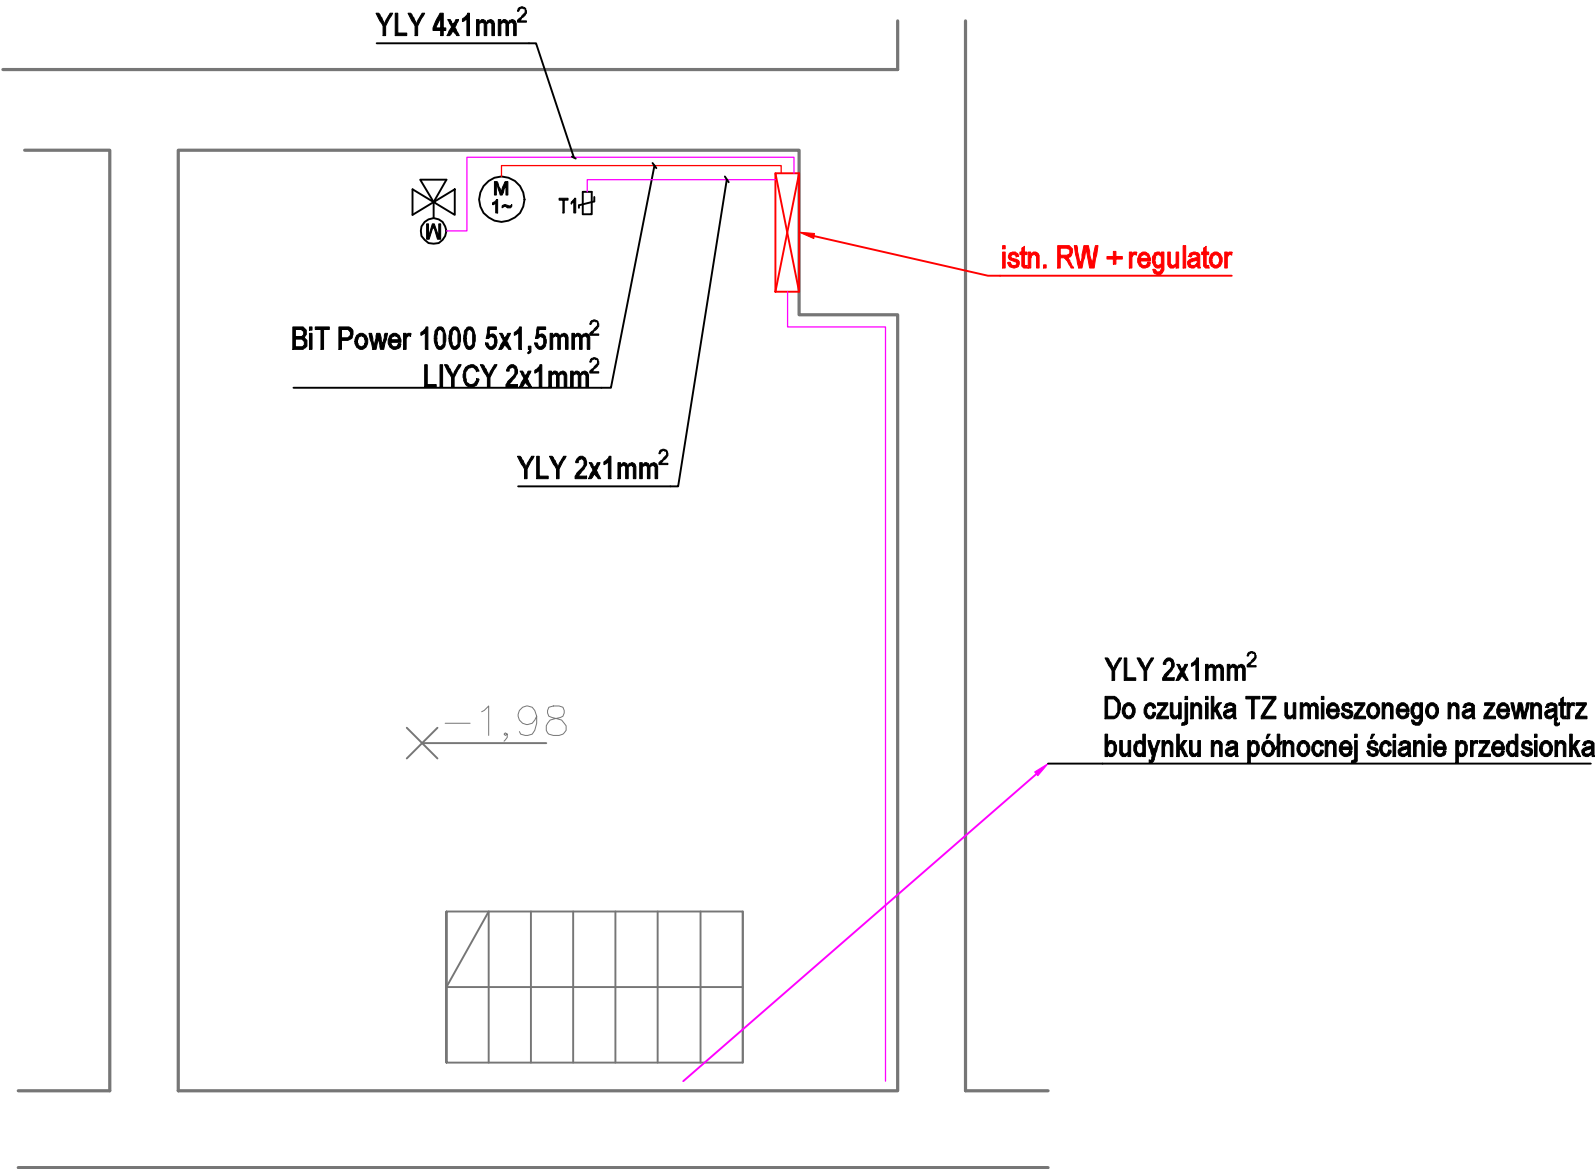 YLY 4x1mm²
M
1~
T1
M
istn. RW + regulator
BiT Power 1000 5x1,5mm²
LIYCY 2x1mm²
YLY 2x1mm²
YLY 2x1mm²
Do czujnika TZ umieszonego na zewnątrz
budynku na północnej ścianie przedsionka
-1,98